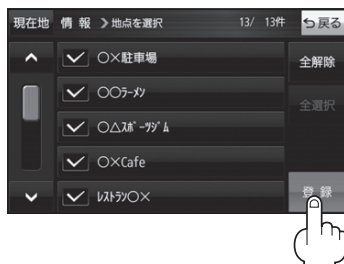 現在地 情報 》地点を選択 13/ 13件 戻る
○×駐車場 全解除
○○ラーメン 全選択
○△スポーツジム
○×Cafe
レストラン○× 登録